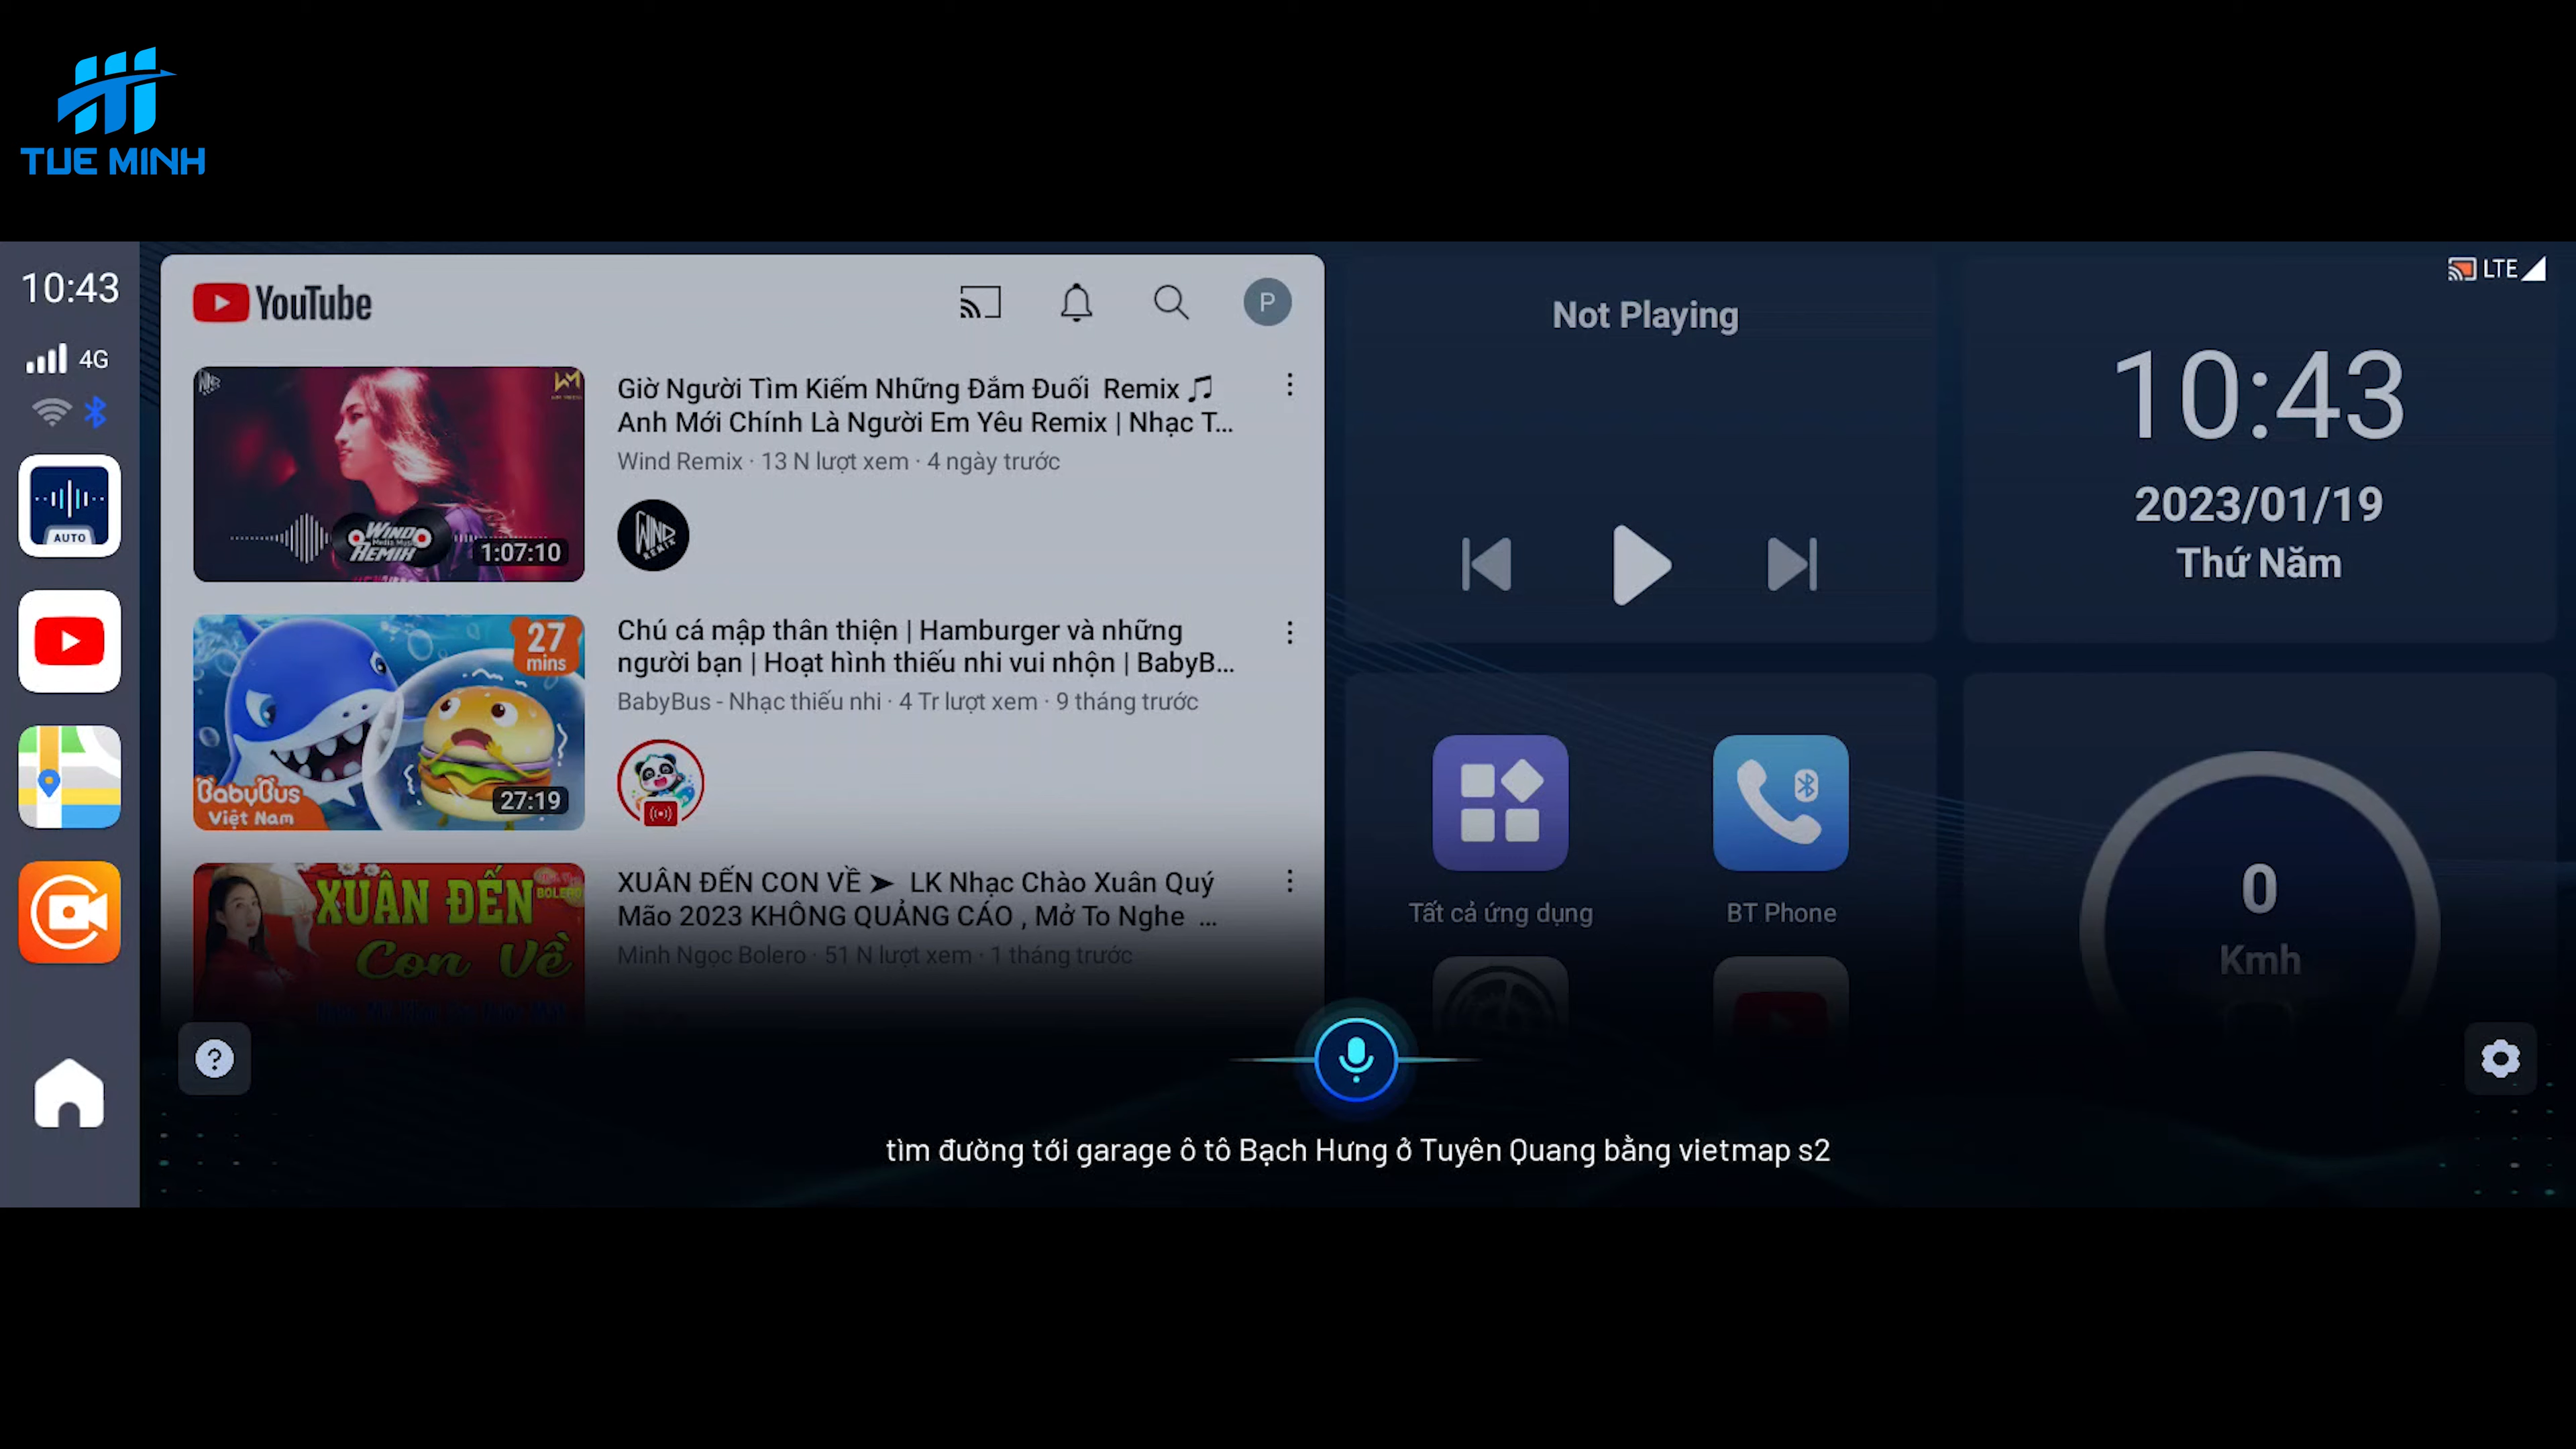 TUE MINH
10:43
4G
AUTO
YouTube
P
Giờ Người Tìm Kiếm Những Đắm Đuối Remix 🎵
Anh Mới Chính Là Người Em Yêu Remix | Nhạc T...
Wind Remix · 13 N lượt xem · 4 ngày trước
WIND
REMIX
1:07:10
WIND
REMIX
Chú cá mập thân thiện | Hamburger và những
người bạn | Hoạt hình thiếu nhi vui nhộn | BabyB...
BabyBus - Nhạc thiếu nhi · 4 Tr lượt xem · 9 tháng trước
27
mins
BabyBus
Việt Nam
27:19
XUÂN ĐẾN CON VỀ ➤ LK Nhạc Chào Xuân Quý
Mão 2023 KHÔNG QUẢNG CÁO , Mở To Nghe ...
Minh Ngọc Bolero · 51 N lượt xem · 1 tháng trước
XUÂN ĐẾN
BOLERO
Con Về
Not Playing
LTE
10:43
2023/01/19
Thứ Năm
Tất cả ứng dụng
BT Phone
0
Kmh
?
tìm đường tới garage ô tô Bạch Hưng ở Tuyên Quang bằng vietmap s2